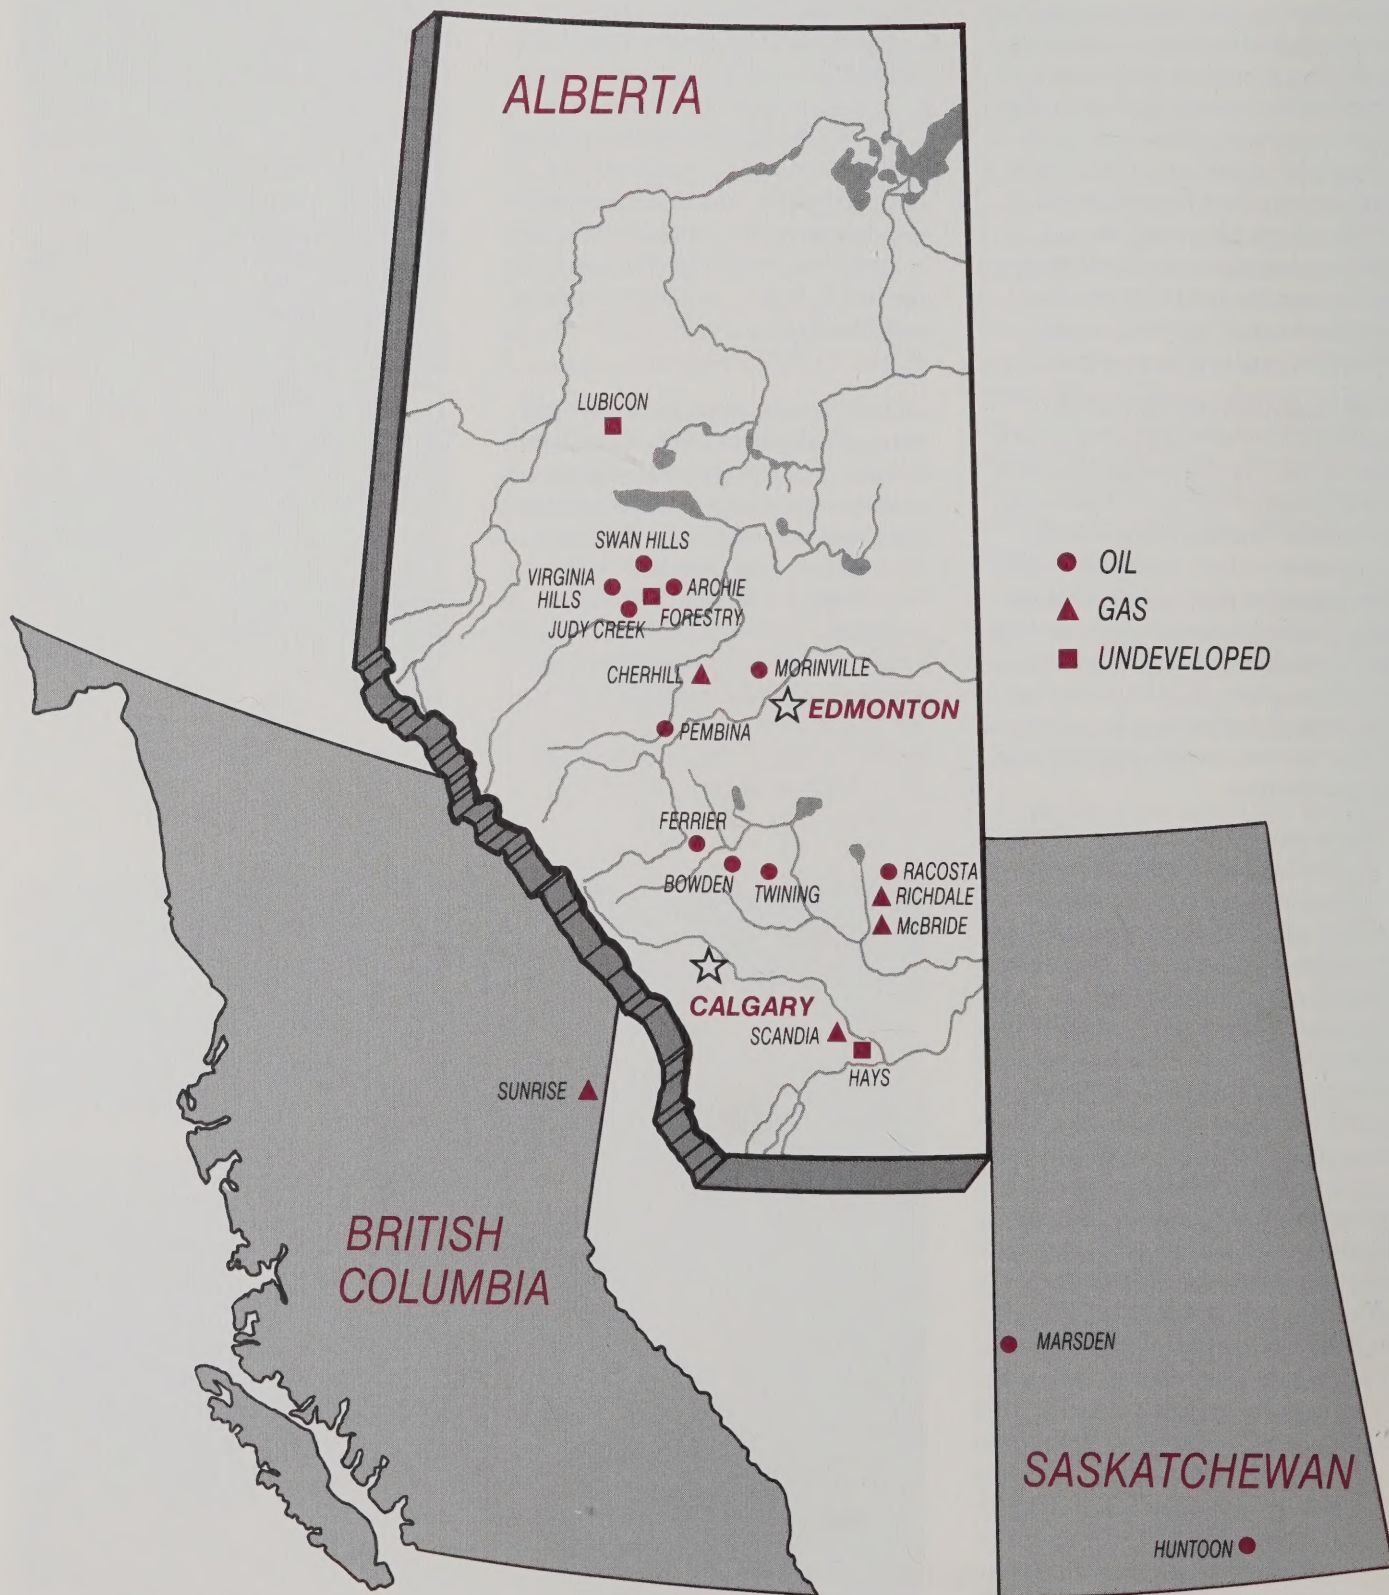 ALBERTA
LUBICON
SWAN HILLS
VIRGINIA
HILLS
ARCHIE
FORESTRY
JUDY CREEK
CHERHILL
MORINVILLE
EDMONTON
PEMBINA
OIL
GAS
UNDEVELOPED
FERRIER
BOWDEN
TWINING
RACOSTA
RICHDALE
McBRIDE
CALGARY
SCANDIA
HAYS
SUNRISE
BRITISH
COLUMBIA
MARSDEN
SASKATCHEWAN
HUNTOON